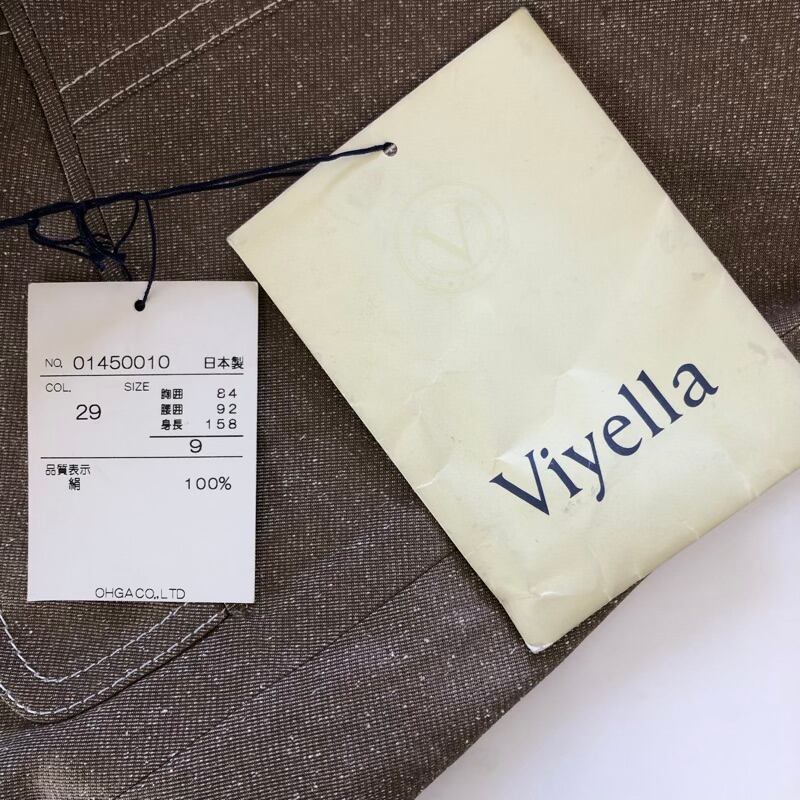 NO. 01450010 日本製
COL. SIZE 胸囲 84
29 腰囲 92
身長 158
9
品質表示
絹 100%
OHGA CO.,LTD
V
Viyella